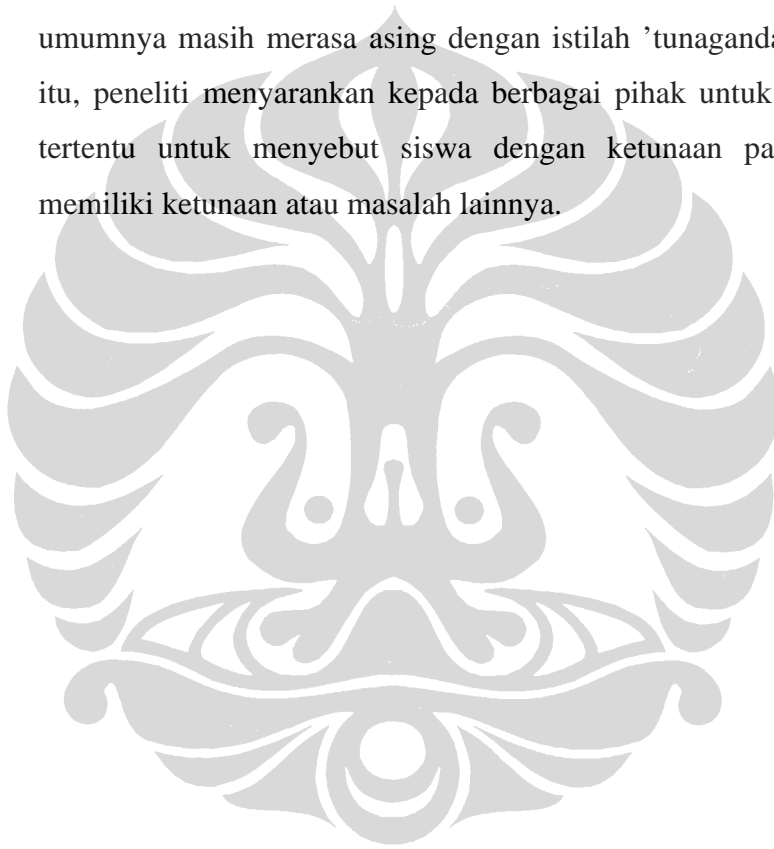 umumnya masih merasa asing dengan istilah ’tunaganda
itu, peneliti menyarankan kepada berbagai pihak untuk
tertentu untuk menyebut siswa dengan ketunaan pa
memiliki ketunaan atau masalah lainnya.